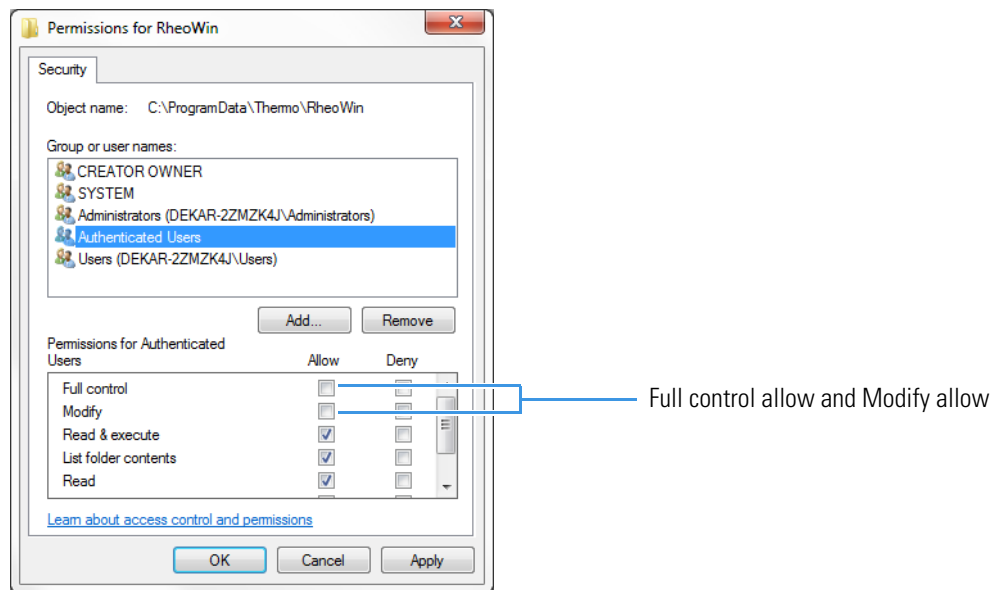 Permissions for RheoWin
Security
Object name: C:\ProgramData\Thermo\RheoWin
Group or user names:
CREATOR OWNER
SYSTEM
Administrators (DEKAR-2ZMZK4J\Administrators)
Authenticated Users
Users (DEKAR-2ZMZK4J\Users)
Add... Remove
Permissions for Authenticated
Users Allow Deny
Full control
Modify
Read & execute
List folder contents
Read
Full control allow and Modify allow
Learn about access control and permissions
OK Cancel Apply